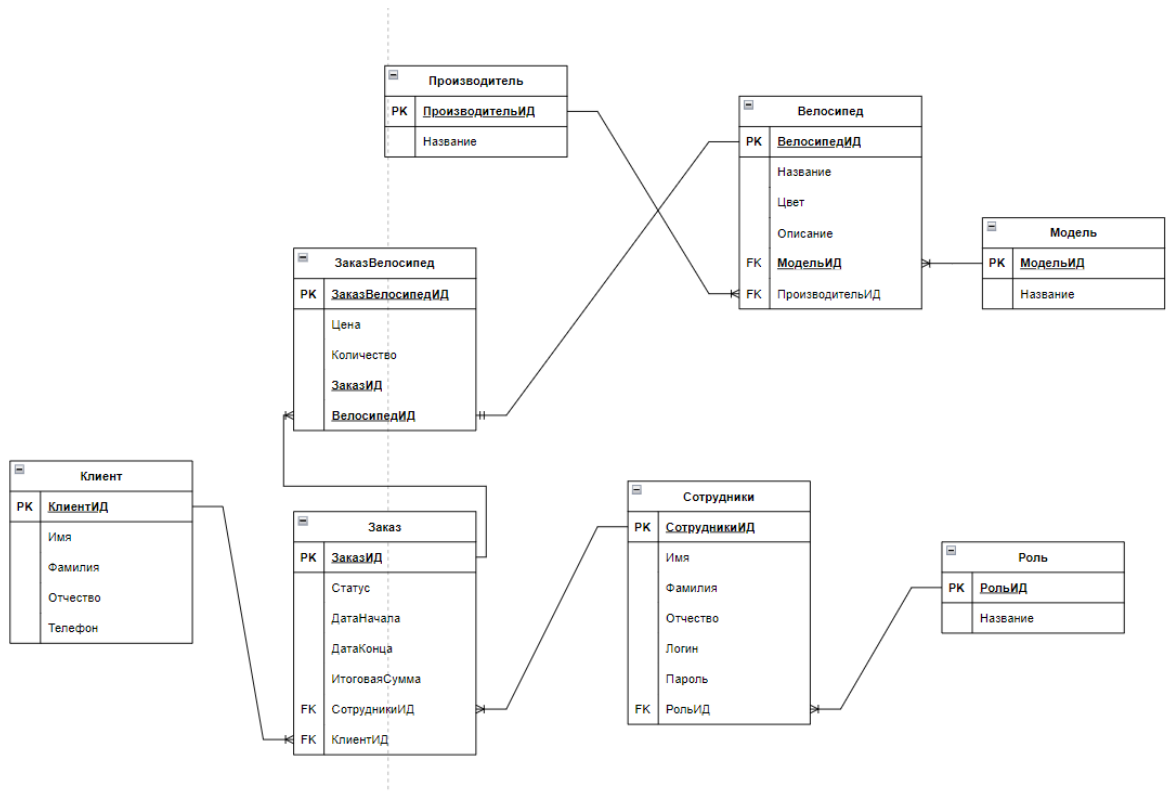 Производитель
PK ПроизводительИД
Название
Велосипед
PK ВелосипедИД
Название
Цвет
Описание
FK МодельИД
FK ПроизводительИД
Модель
PK МодельИД
Название
ЗаказВелосипед
PK ЗаказВелосипедИД
Цена
Количество
ЗаказИД
ВелосипедИД
Клиент
PK КлиентИД
Имя
Фамилия
Отчество
Телефон
Заказ
PK ЗаказИД
Статус
ДатаНачала
ДатаКонца
ИтоговаяСумма
FK СотрудникиИД
FK КлиентИД
Сотрудники
PK СотрудникиИД
Имя
Фамилия
Отчество
Логин
Пароль
FK РольИД
Роль
PK РольИД
Название